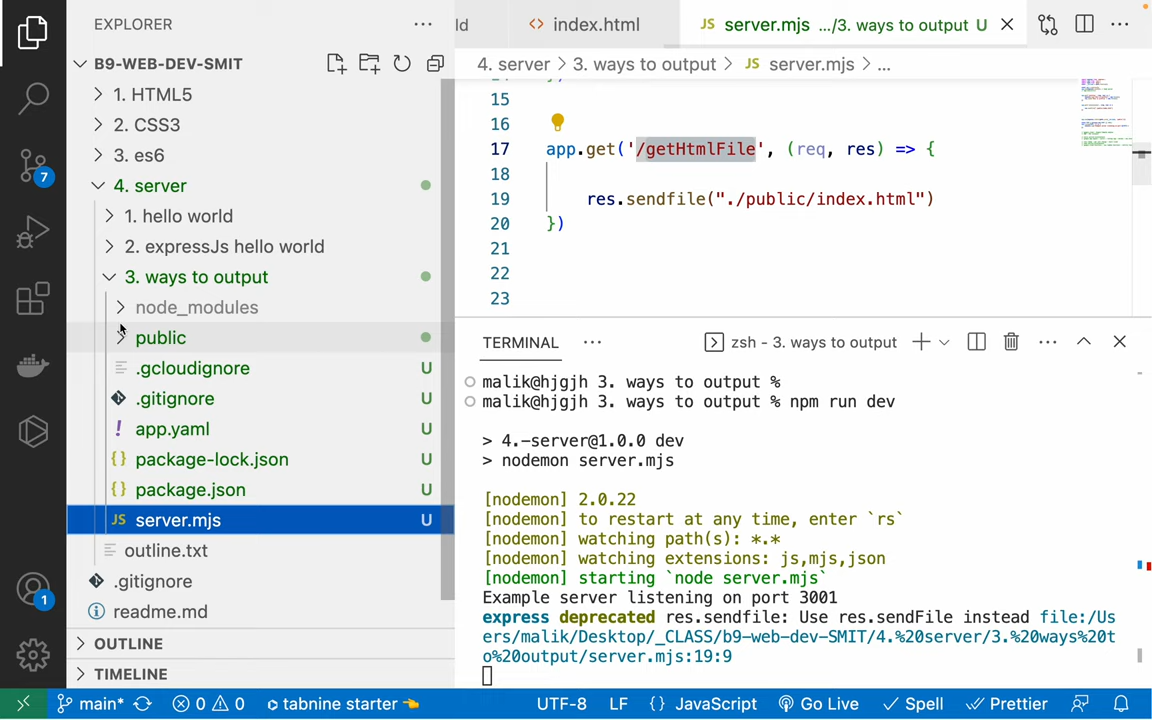 EXPLORER
B9-WEB-DEV-SMIT
1. HTML5
2. CSS3
3. es6
4. server
1. hello world
2. expressJs hello world
3. ways to output
node_modules
public
.gcloudignore U
.gitignore U
app.yaml U
package-lock.json U
package.json U
JS server.mjs U
outline.txt
.gitignore
readme.md
OUTLINE
TIMELINE
7
1
ld
index.html
JS server.mjs .../3. ways to output U
4. server > 3. ways to output > JS server.mjs > ...
15
16
17 app.get('/getHtmlFile', (req, res) => {
18
19 res.sendfile("./public/index.html")
20 })
21
22
23
TERMINAL
zsh - 3. ways to output
malik@hjgjh 3. ways to output %
malik@hjgjh 3. ways to output % npm run dev
> 4.-server@1.0.0 dev
> nodemon server.mjs
[nodemon] 2.0.22
[nodemon] to restart at any time, enter `rs`
[nodemon] watching path(s): *.*
[nodemon] watching extensions: js,mjs,json
[nodemon] starting `node server.mjs`
Example server listening on port 3001
express deprecated res.sendfile: Use res.sendFile instead file:/Us
ers/malik/Desktop/_CLASS/b9-web-dev-SMIT/4.%20server/3.%20ways%20t
o%20output/server.mjs:19:9
main* 0 0 tabnine starter 👈 UTF-8 LF {} JavaScript Go Live Spell Prettier